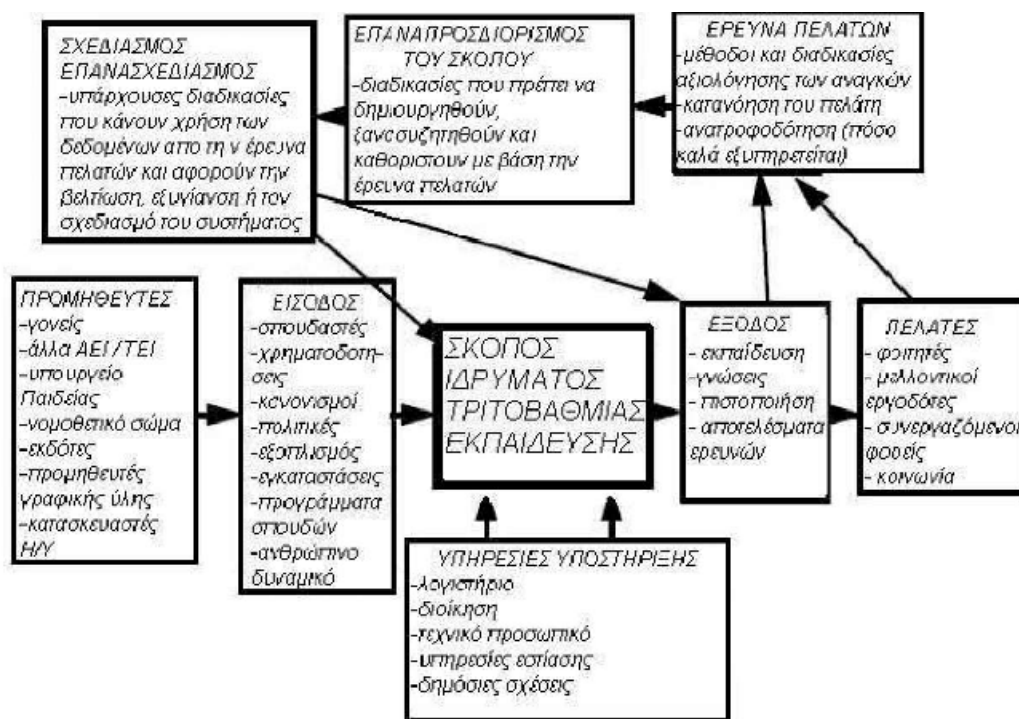 ΣΧΕΔΙΑΣΜΟΣ
ΕΠΑΝΑΣΧΕΔΙΑΣΜΟΣ
-υπάρχουσες διαδικασίες
που κάνουν χρήση των
δεδομένων απο τη ν έρευνα
πελατών και αφορούν την
βελτίωση, εξυγίανση ή τον
σχεδιασμό του συστήματος
ΕΠΑΝΑΠΡΟΣΔΙΟΡΙΣΜΟΣ
ΤΟΥ ΣΚΟΠΟΥ
-διαδικασίες που πρέπει να
δημιουργηθούν,
ξανασυζητηθούν και
καθοριστουν με βάση την
έρευνα πελατών
ΕΡΕΥΝΑ ΠΕΛΑΤΩΝ
-μέθοδοι και διαδικασίες
αξιολόνησης των αναγκών
-κατανόηση του πελάτη
-ανατροφοδότηση (πόσο
καλά εξυπηρετείται)
ΠΡΟΜΗΘΕΥΤΕΣ
-γονείς
-άλλα ΑΕΙ / ΤΕΙ
-υπουργείο
Παιδείας
-νομοθετικό σώμα
-εκδότες
-προμηθευτές
γραφικής ύλης
-κατασκευαστές
Η/Υ
ΕΙΣΟΔΟΣ
-σπουδαστές
-χρηματοδοτη-
σεις
-κανονισμοί
-πολιτικές
-εξοπλισμός
-εγκαταστάσεις
-προγράμματα
σπουδών
-ανθρώπινο
δυναμικό
ΣΚΟΠΟΣ
ΙΔΡΥΜΑΤΟΣ
ΤΡΙΤΟΒΑΘΜΙΑΣ
ΕΚΠΑΙΔΕΥΣΗΣ
ΕΞΟΔΟΣ
- εκπαίδευση
-γνώσεις
- πιστοποιήση
- αποτελέσματα
ερευνών
ΠΕΛΑΤΕΣ
- φοιτητές
- μελλοντικοί
εργοδότες
- συνεργαζόμενοι
φορείς
- κοινωνία
ΥΠΗΡΕΣΙΕΣ ΥΠΟΣΤΗΡΙΞΗΣ
-λογιστήριο
-διοίκηση
-τεχνικό προσωπικό
-υπηρεσίες εστίασης
-δημόσιες σχέσεις